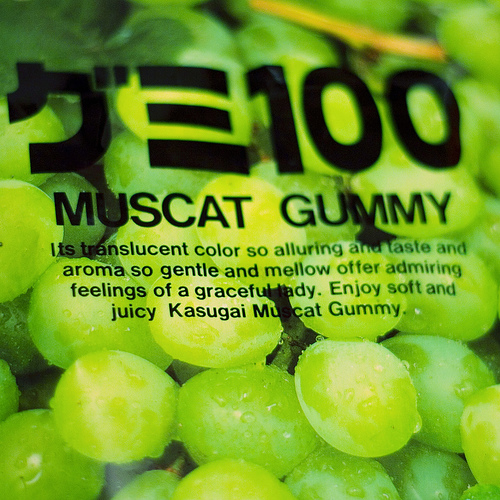 グミ100
MUSCAT GUMMY
Its translucent color so alluring and taste and
aroma so gentle and mellow offer admiring
feelings of a graceful lady. Enjoy soft and
juicy Kasugai Muscat Gummy.